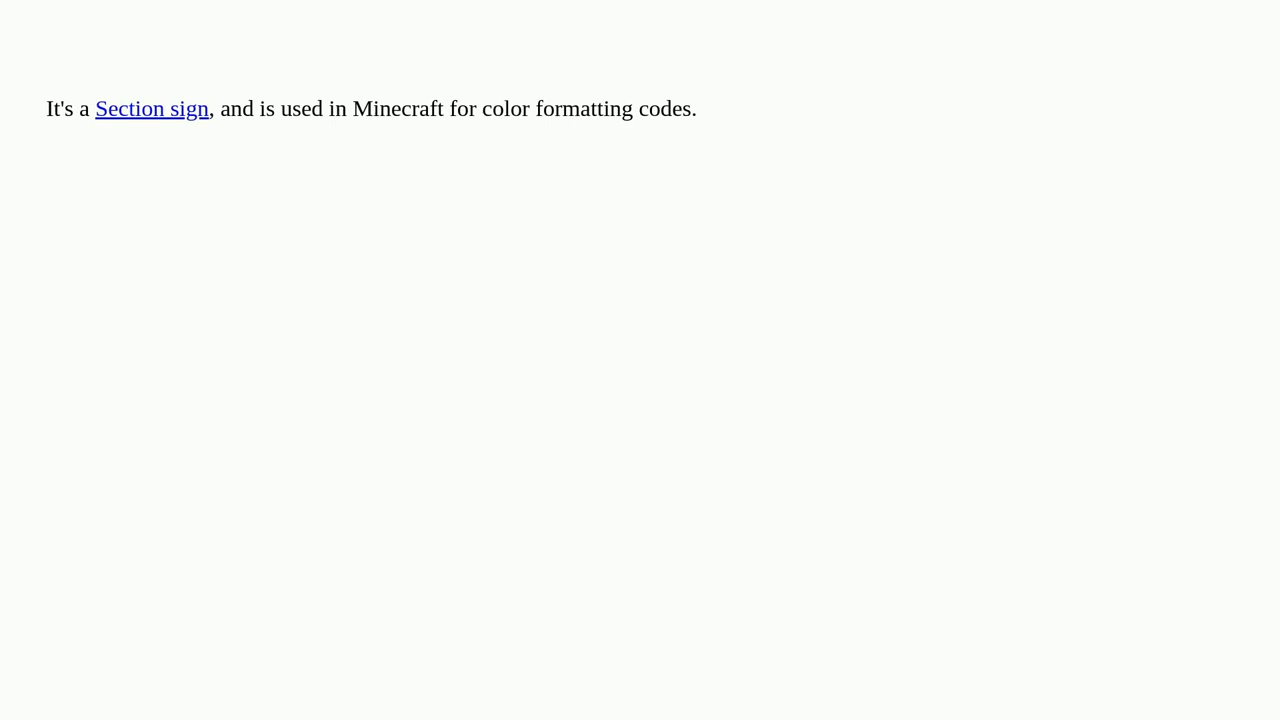 It's a Section sign, and is used in Minecraft for color formatting codes.